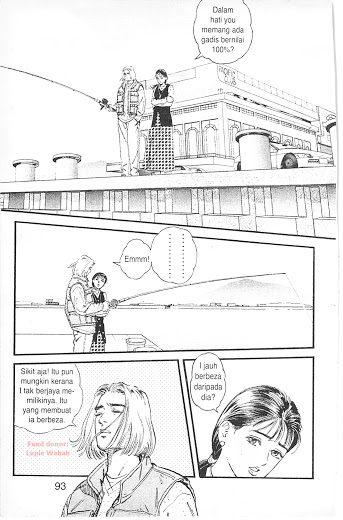 Dalam
hati you
memang ada
gadis bernilai
100%?
Emmm!
Sikit aja! Itu pun
mungkin kerana
I tak berjaya me-
milikinya. Itu
yang membuat
ia berbeza.
I jauh
berbeza
daripada
dia?
Fund donor:
Lupie Wahab
93